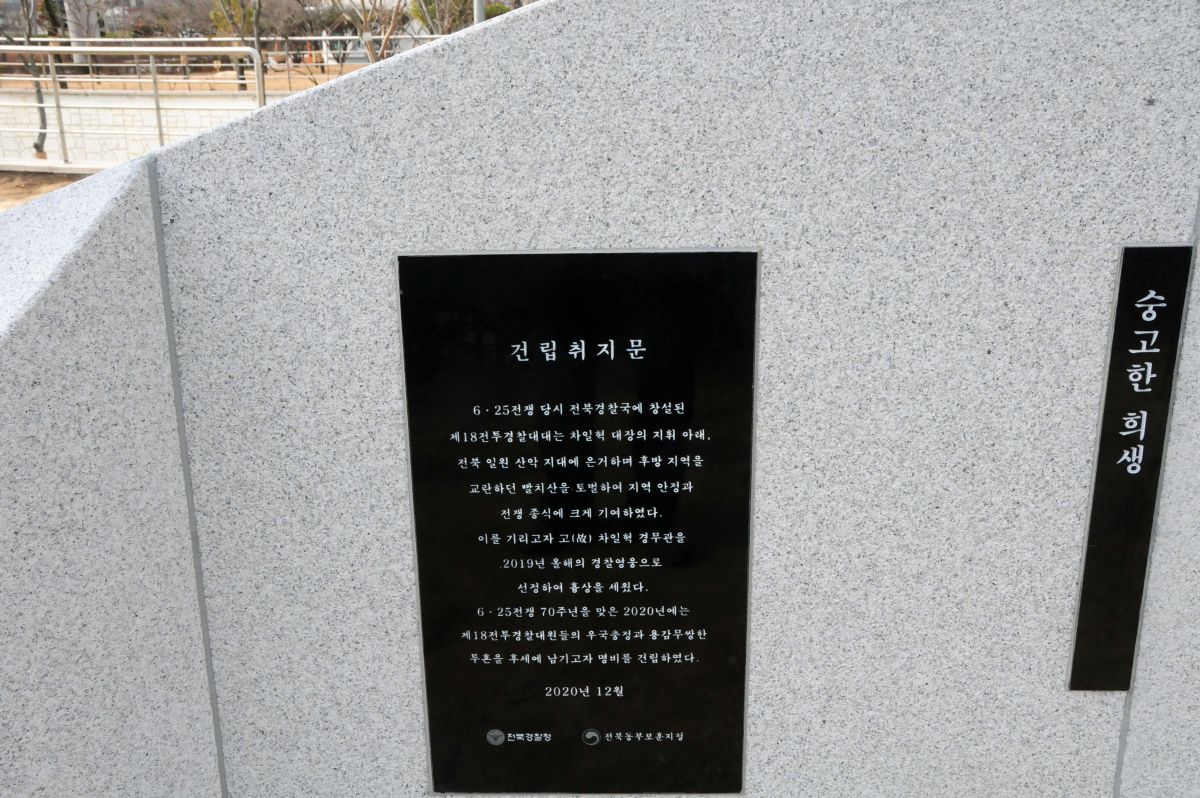 건립취지문
6·25전쟁 당시 전북경찰국에 창설된
제18전투경찰대대는 차일혁 대장의 지휘 아래,
전북 일원 산악 지대에 은거하며 후방 지역을
교란하던 빨치산을 토벌하여 지역 안정과
전쟁 종식에 크게 기여하였다.
이를 기리고자 고(故) 차일혁 경무관을
2019년 올해의 경찰영웅으로
선정하여 흉상을 세웠다.
6·25전쟁 70주년을 맞은 2020년에는
제18전투경찰대원들의 우국충정과 용감무쌍한
투혼을 후세에 남기고자 명비를 건립하였다.
2020년 12월
전북경찰청 전북동부보훈지청
숭고한 희생